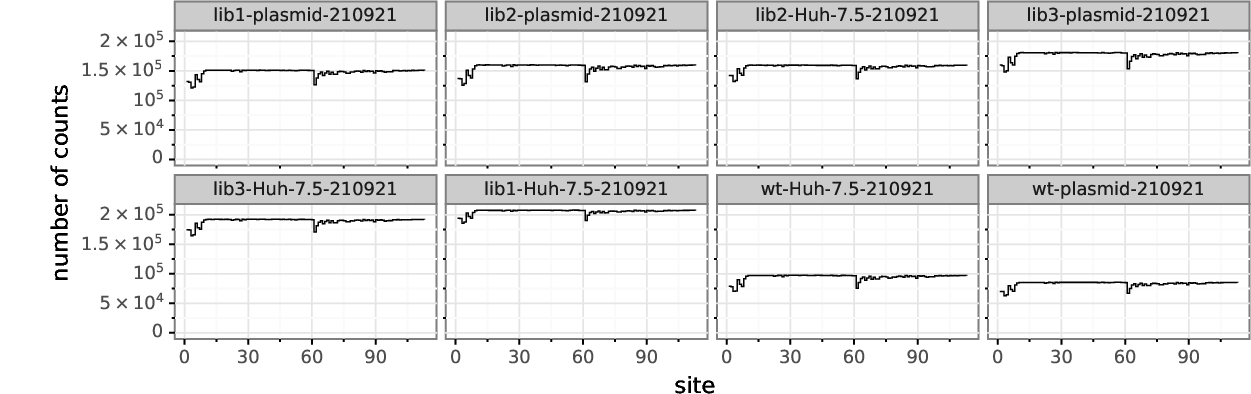 lib1-plasmid-210921 lib2-plasmid-210921 lib2-Huh-7.5-210921 lib3-plasmid-210921
2 × 10⁵
1.5 × 10⁵
10⁵
5 × 10⁴
0
number of counts
lib3-Huh-7.5-210921 lib1-Huh-7.5-210921 wt-Huh-7.5-210921 wt-plasmid-210921
2 × 10⁵
1.5 × 10⁵
10⁵
5 × 10⁴
0
0 30 60 90 0 30 60 90 0 30 60 90 0 30 60 90
site